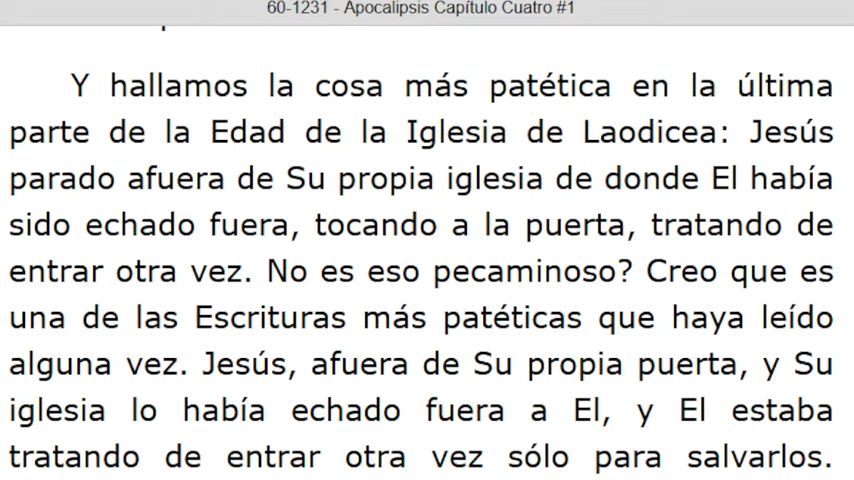 60-1231 - Apocalipsis Capítulo Cuatro #1
Y hallamos la cosa más patética en la última
parte de la Edad de la Iglesia de Laodicea: Jesús
parado afuera de Su propia iglesia de donde El había
sido echado fuera, tocando a la puerta, tratando de
entrar otra vez. No es eso pecaminoso? Creo que es
una de las Escrituras más patéticas que haya leído
alguna vez. Jesús, afuera de Su propia puerta, y Su
iglesia lo había echado fuera a El, y El estaba
tratando de entrar otra vez sólo para salvarlos.